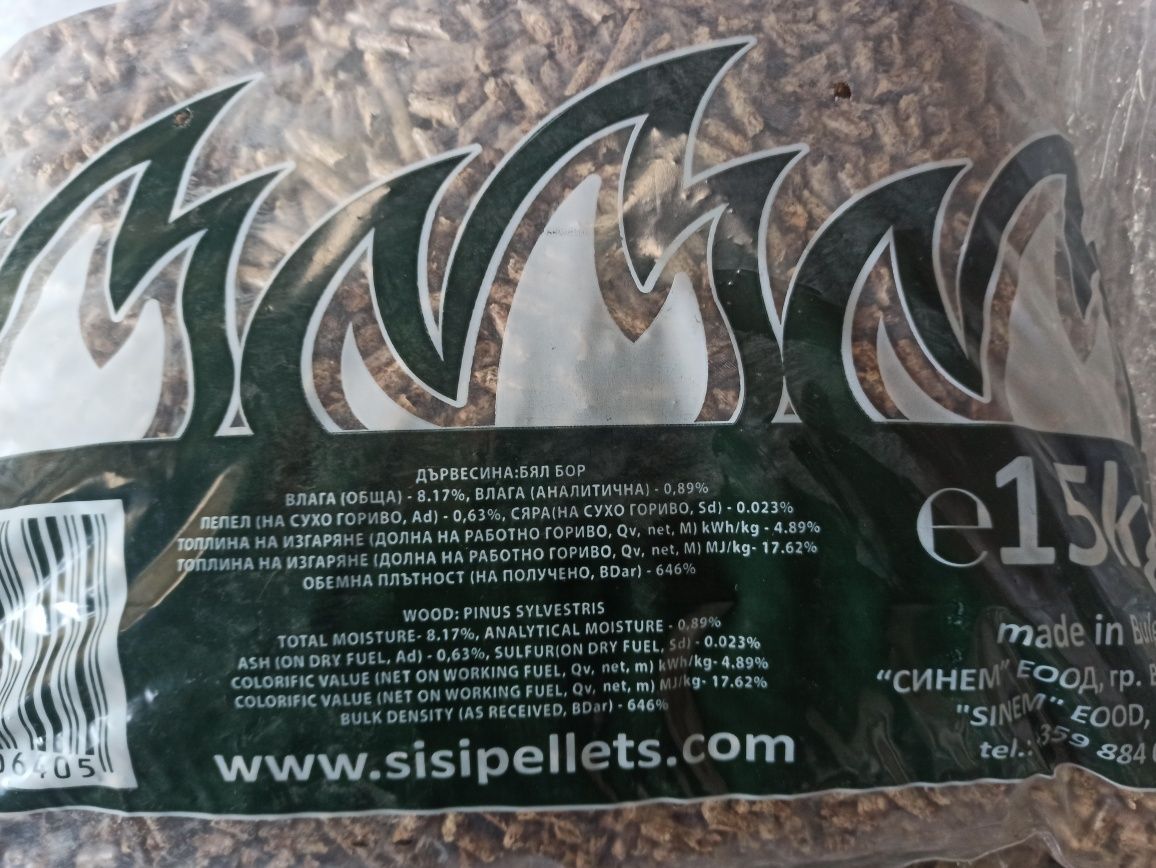 ДЪРВЕСИНА:БЯЛ БОР
ВЛАГА (ОБЩА) - 8.17%, ВЛАГА (АНАЛИТИЧНА) - 0,89%
ПЕПЕЛ (НА СУХО ГОРИВО, Ad) - 0,63%, СЯРА(НА СУХО ГОРИВО, Sd) - 0.023%
ТОПЛИНА НА ИЗГАРЯНЕ (ДОЛНА НА РАБОТНО ГОРИВО, Qv, net, M) kWh/kg - 4.89%
ТОПЛИНА НА ИЗГАРЯНЕ (ДОЛНА НА РАБОТНО ГОРИВО, Qv, net, M) MJ/kg- 17.62%
ОБЕМНА ПЛЪТНОСТ (НА ПОЛУЧЕНО, BDar) - 646%
WOOD: PINUS SYLVESTRIS
TOTAL MOISTURE- 8.17%, ANALYTICAL MOISTURE - 0,89%
ASH (ON DRY FUEL, Ad) - 0,63%, SULFUR(ON DRY FUEL, Sd) - 0.023%
COLORIFIC VALUE (NET ON WORKING FUEL, Qv, net, m) kWh/kg- 4.89%
COLORIFIC VALUE (NET ON WORKING FUEL, Qv, net, m) MJ/kg- 17.62%
BULK DENSITY (AS RECEIVED, BDar) - 646%
www.sisipellets.com
06405
e15kg
made in
"СИНЕМ" ЕООД, гр.
"SINEM" EOOD,
tel.: 359 884